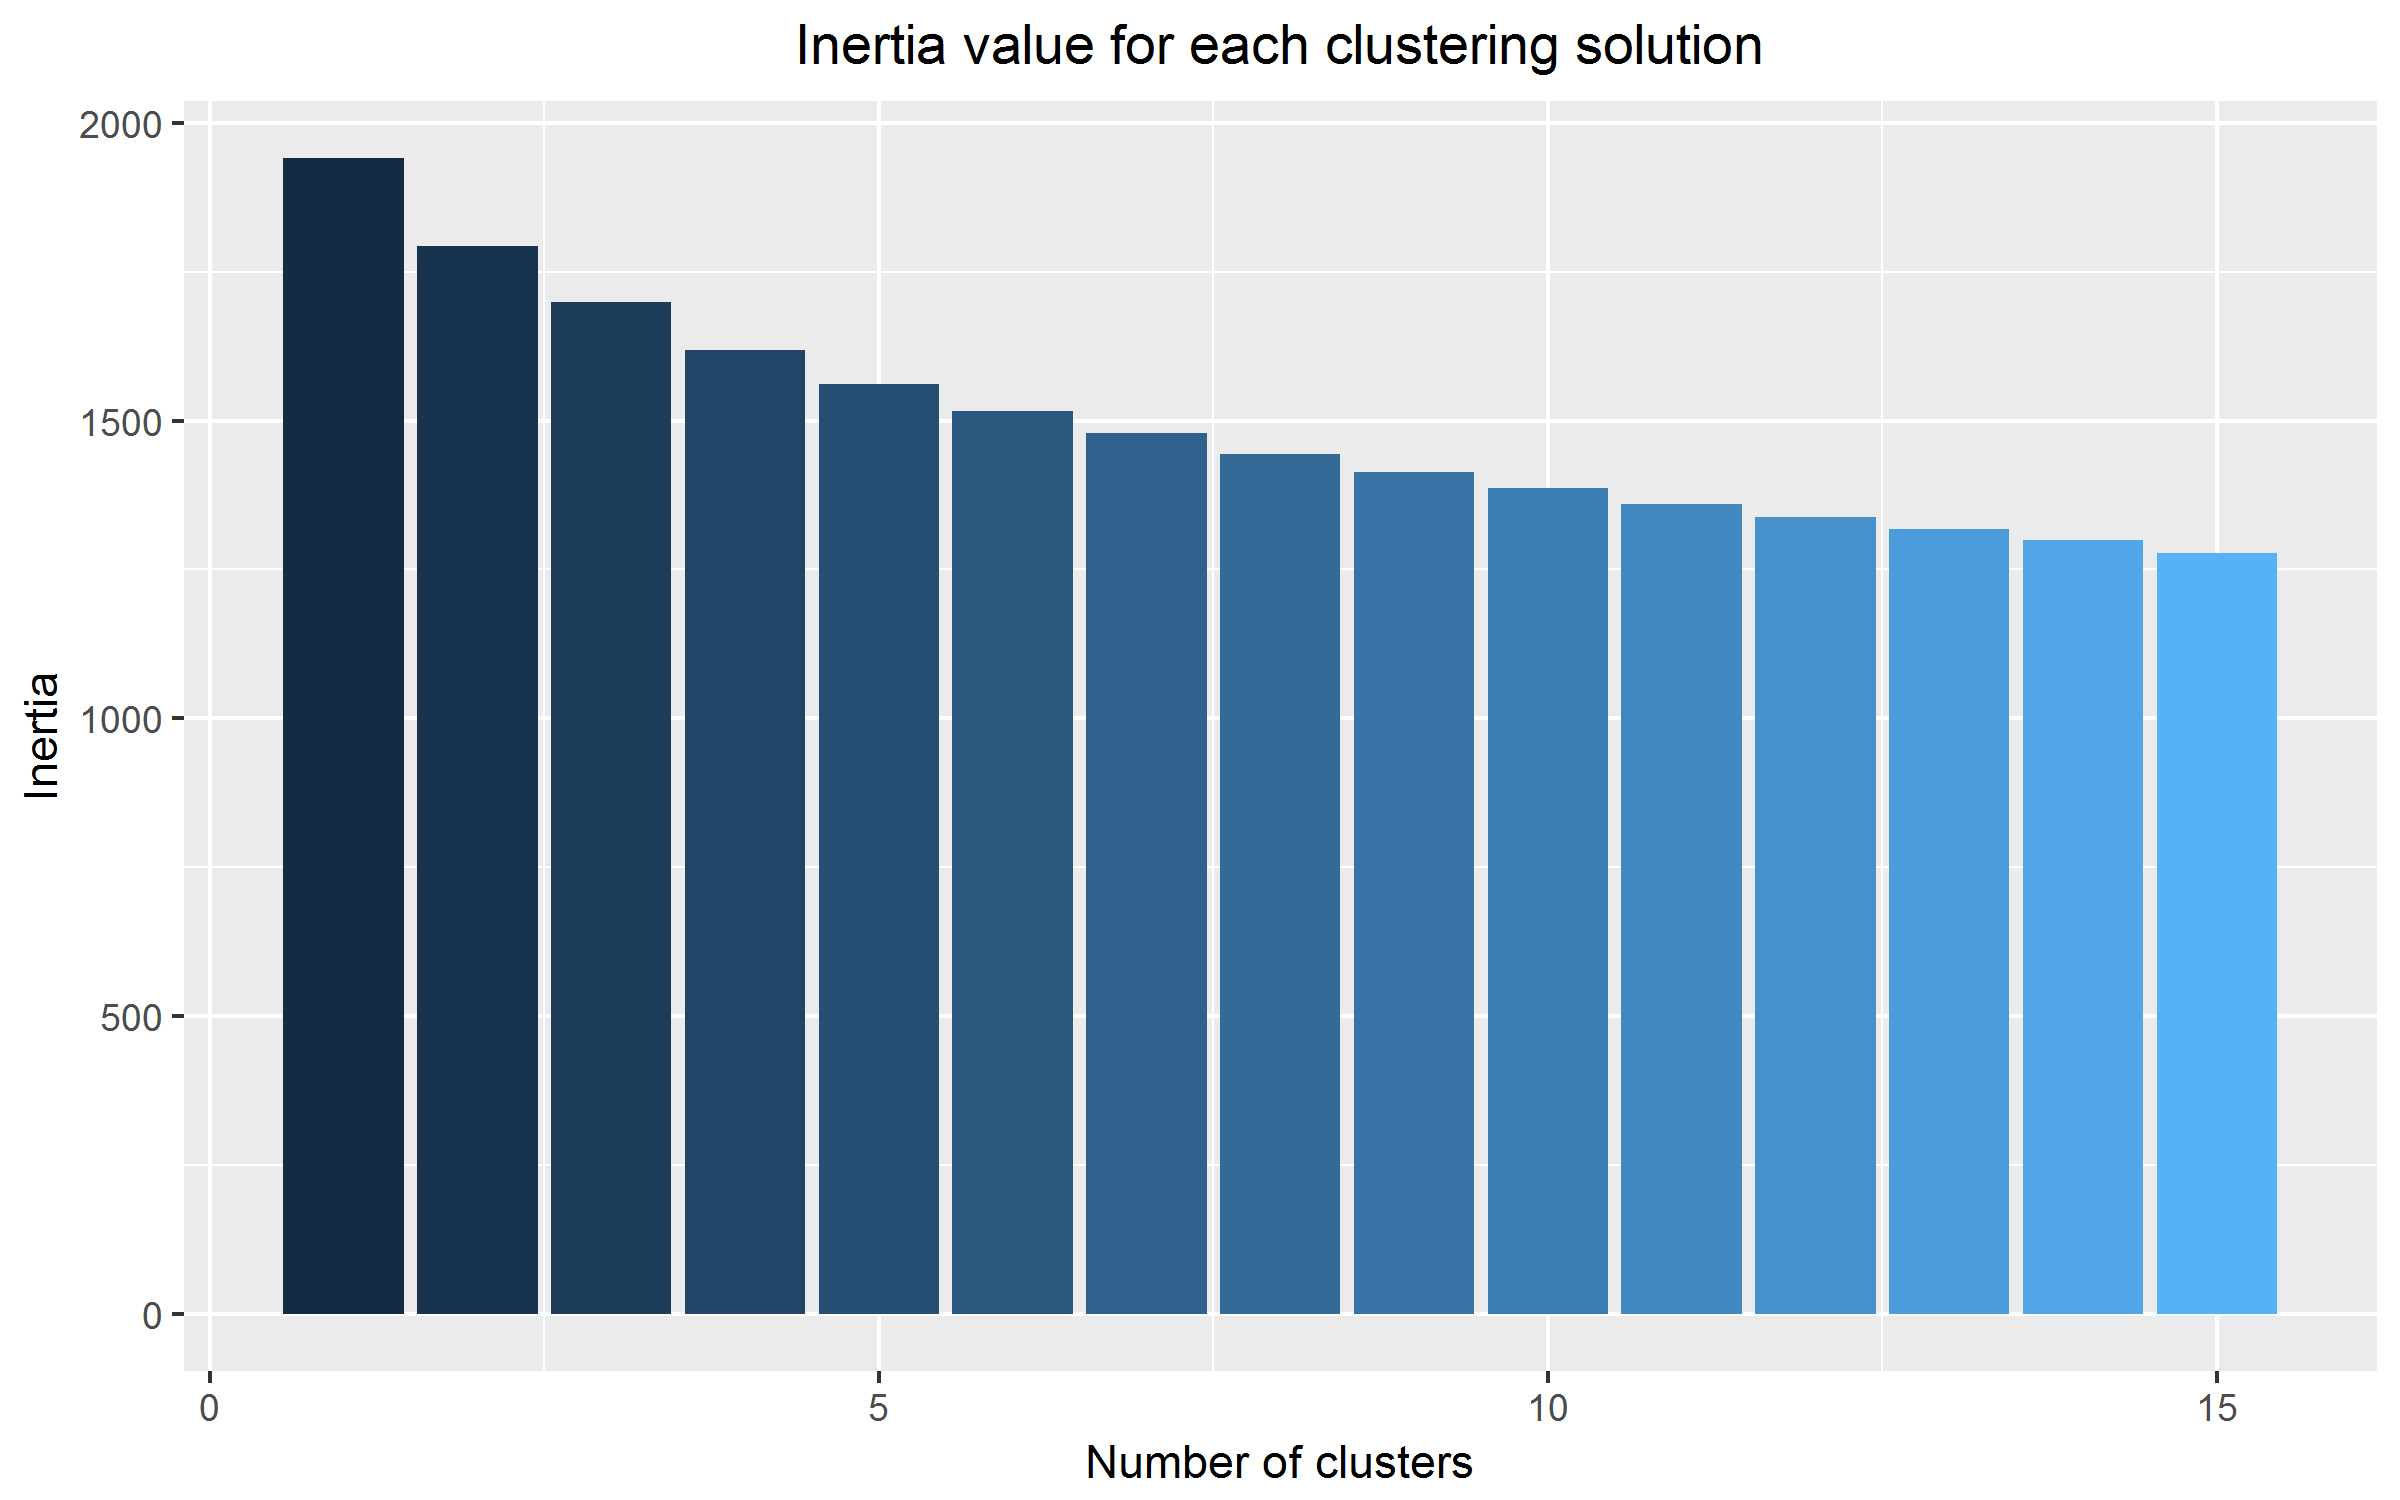 Inertia value for each clustering solution
2000
1500
1000
500
0
Inertia
0 5 10 15
Number of clusters